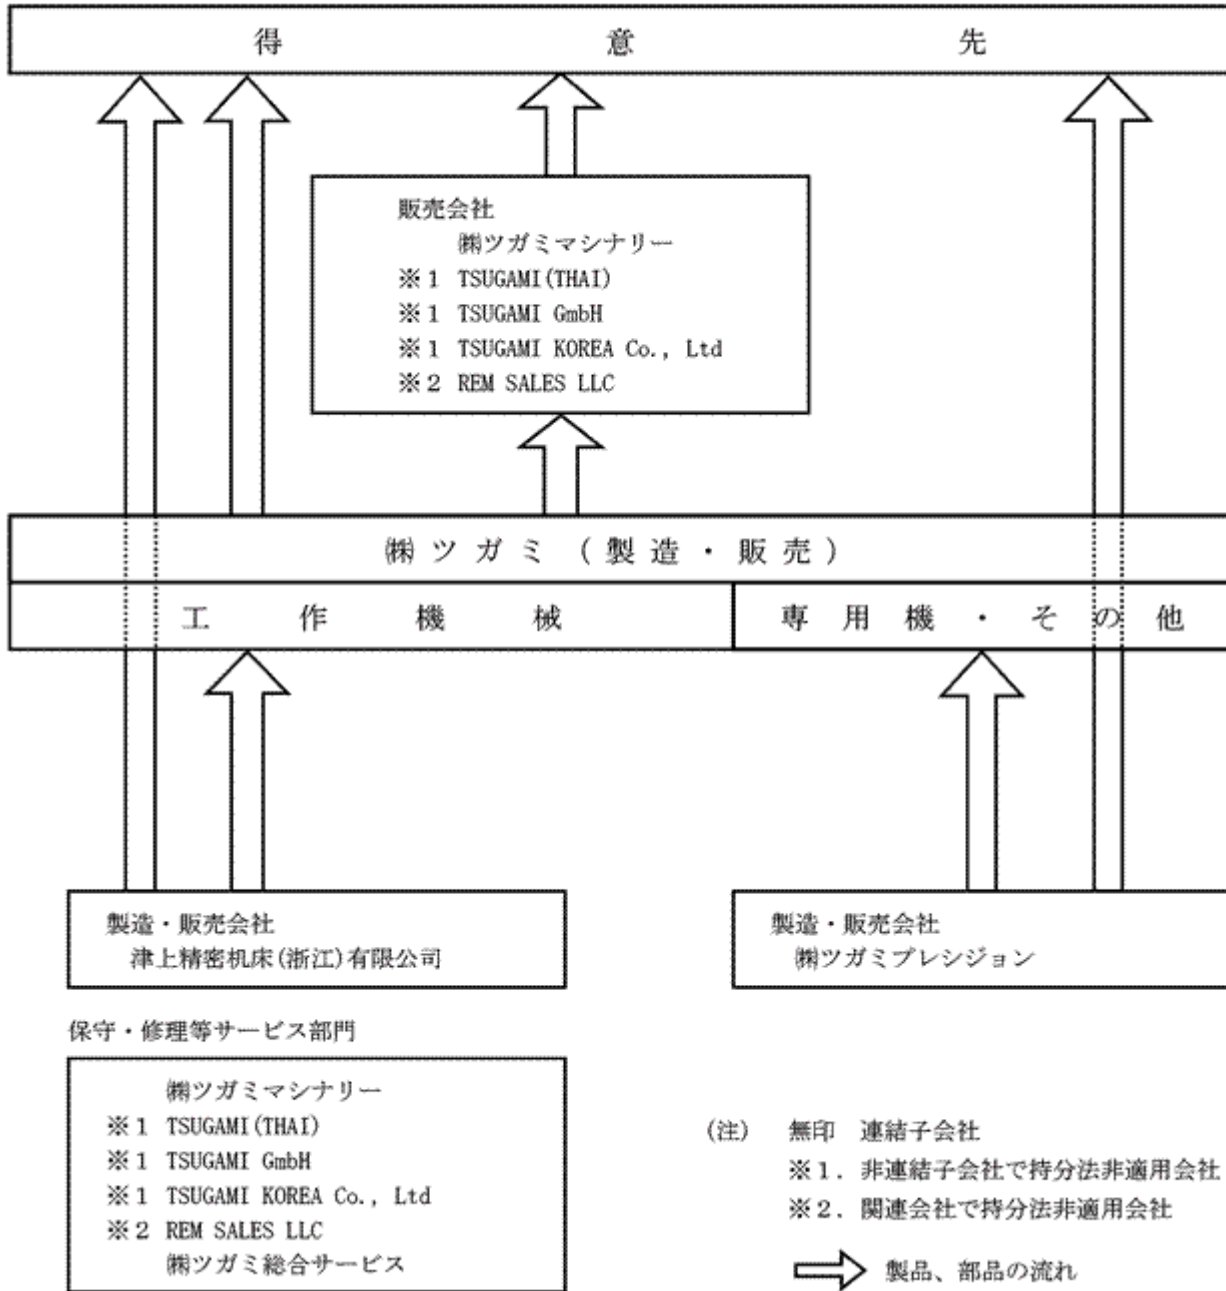 得意先
販売会社
㈱ツガミマシナリー
※1 TSUGAMI(THAI)
※1 TSUGAMI GmbH
※1 TSUGAMI KOREA Co., Ltd
※2 REM SALES LLC
㈱ツガミ(製造・販売)
工作機械
専用機・その他
製造・販売会社
津上精密机床(浙江)有限公司
製造・販売会社
㈱ツガミプレシジョン
保守・修理等サービス部門
㈱ツガミマシナリー
※1 TSUGAMI(THAI)
※1 TSUGAMI GmbH
※1 TSUGAMI KOREA Co., Ltd
※2 REM SALES LLC
㈱ツガミ総合サービス
(注) 無印 連結子会社
※1. 非連結子会社で持分法非適用会社
※2. 関連会社で持分法非適用会社
製品、部品の流れ